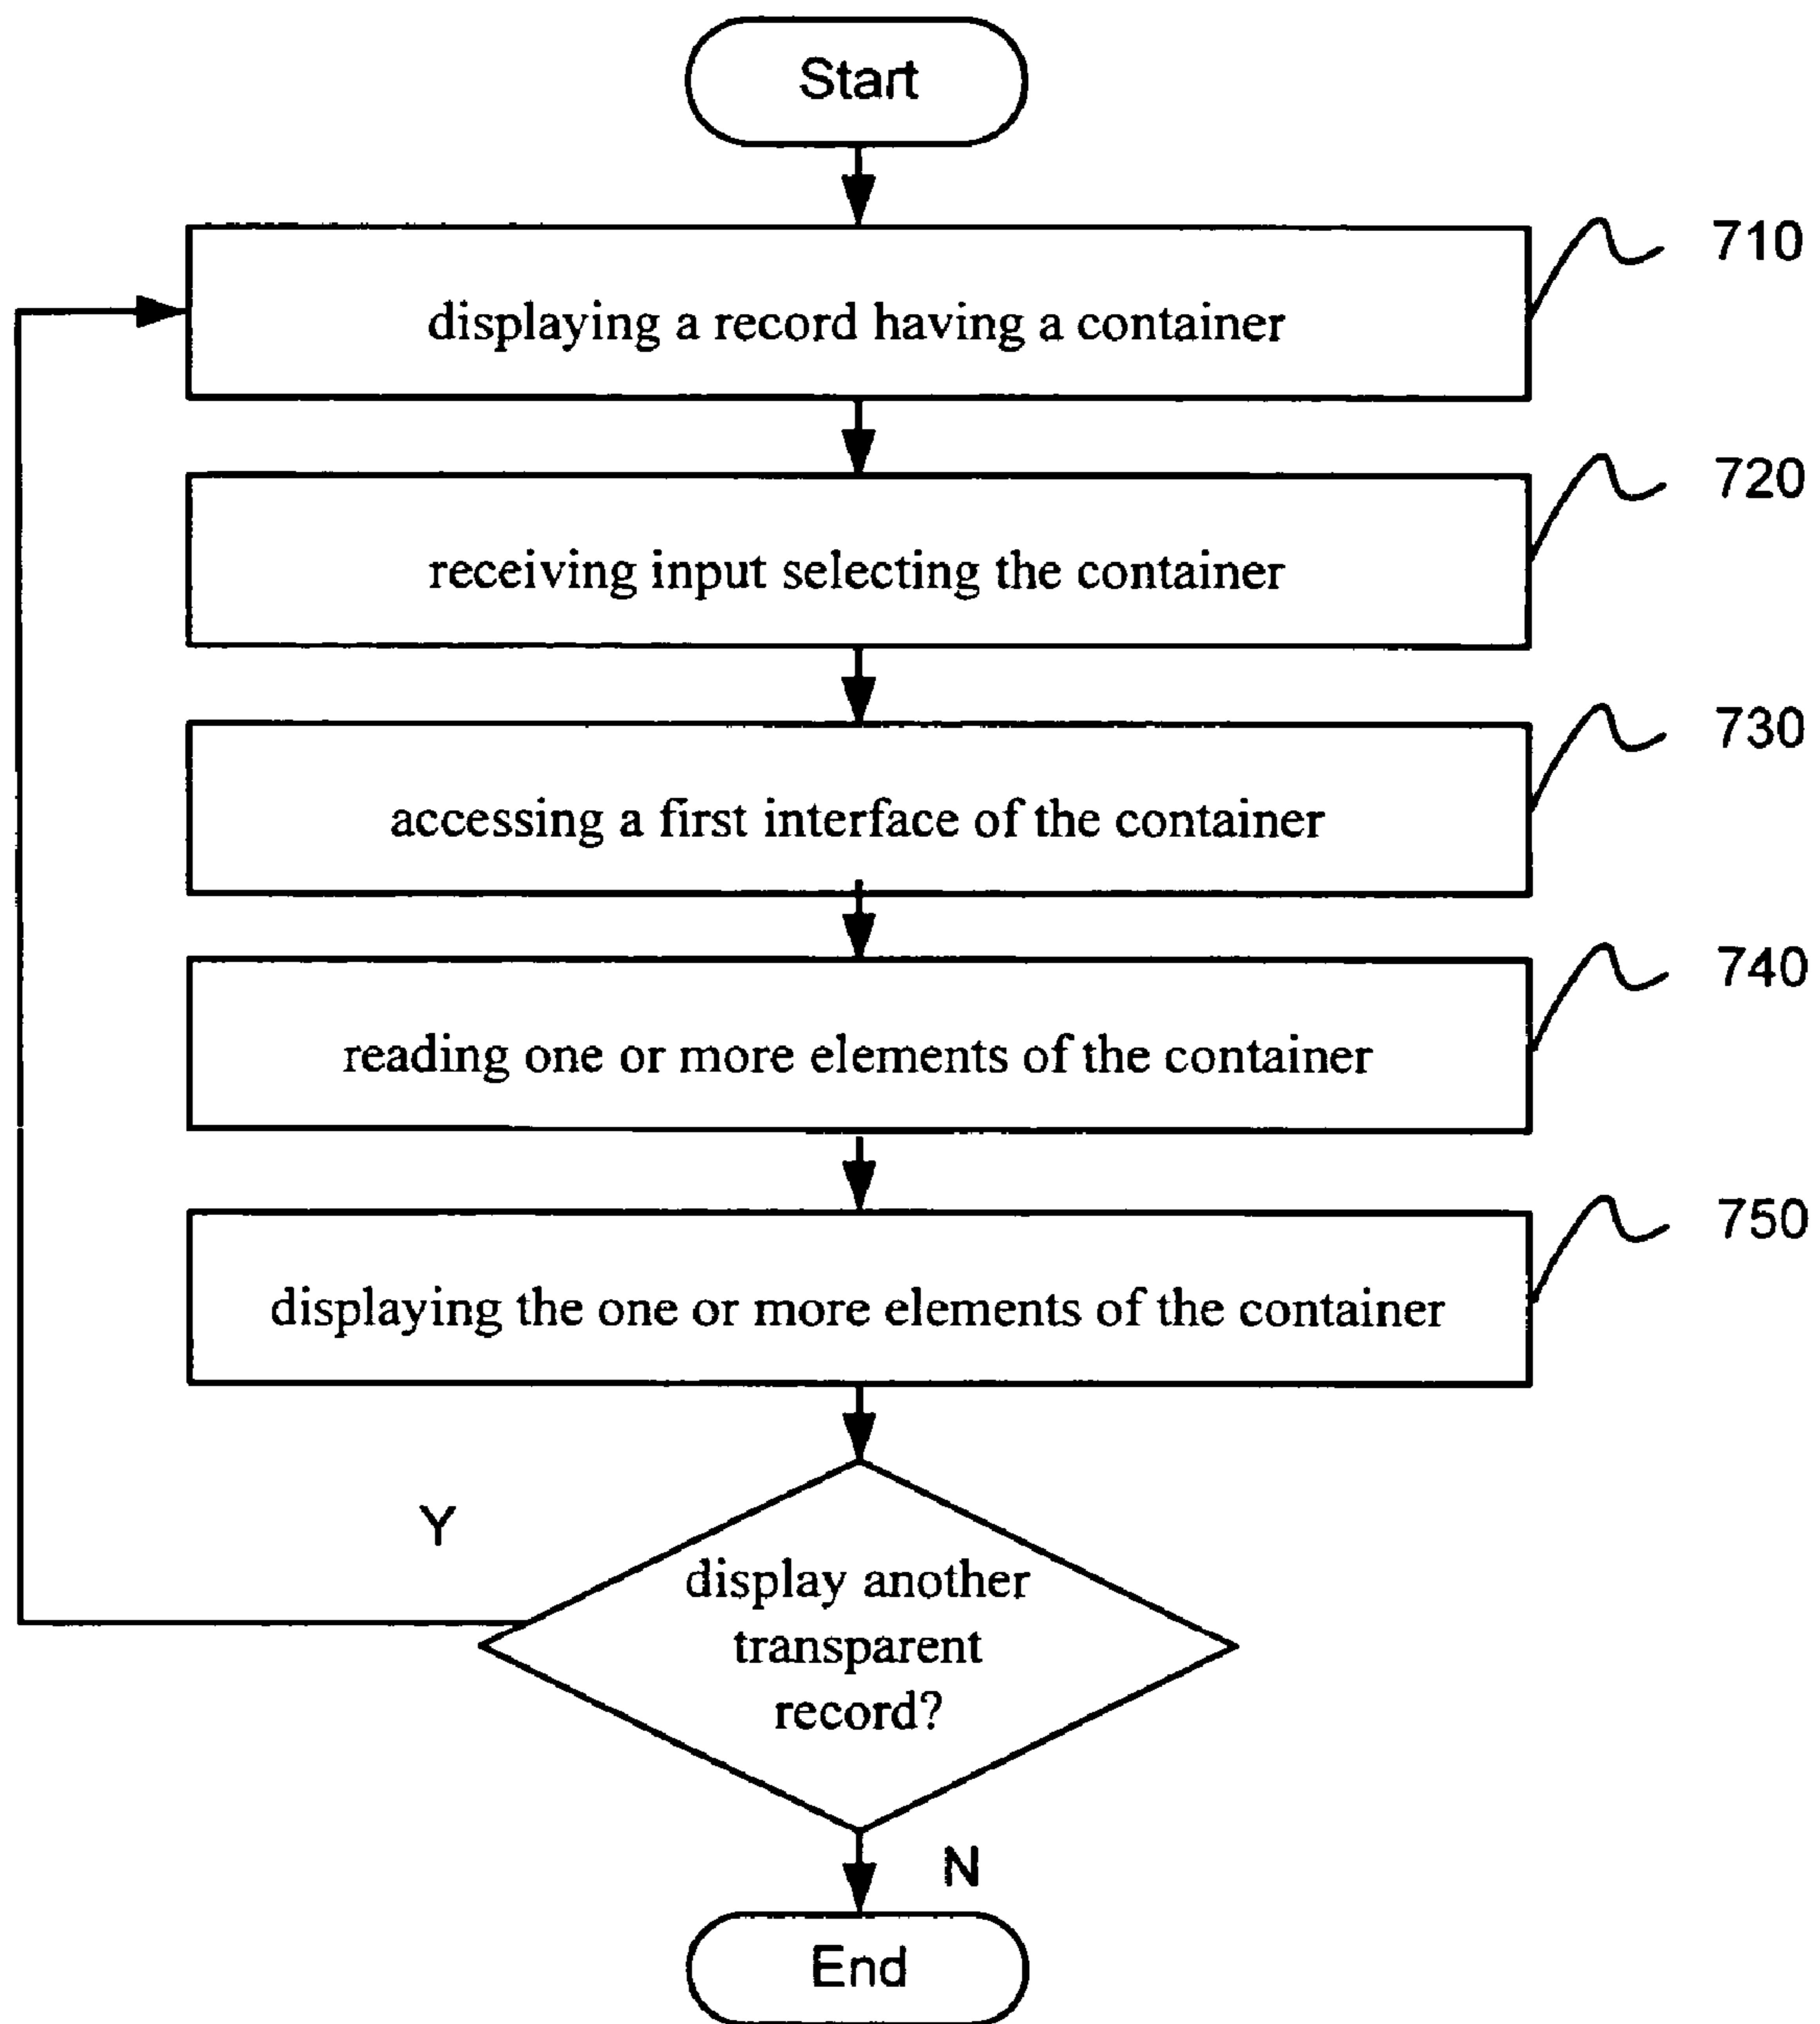 Start
displaying a record having a container
710
receiving input selecting the container
720
accessing a first interface of the container
730
reading one or more elements of the container
740
displaying the one or more elements of the container
750
Y
display another
transparent
record?
N
End